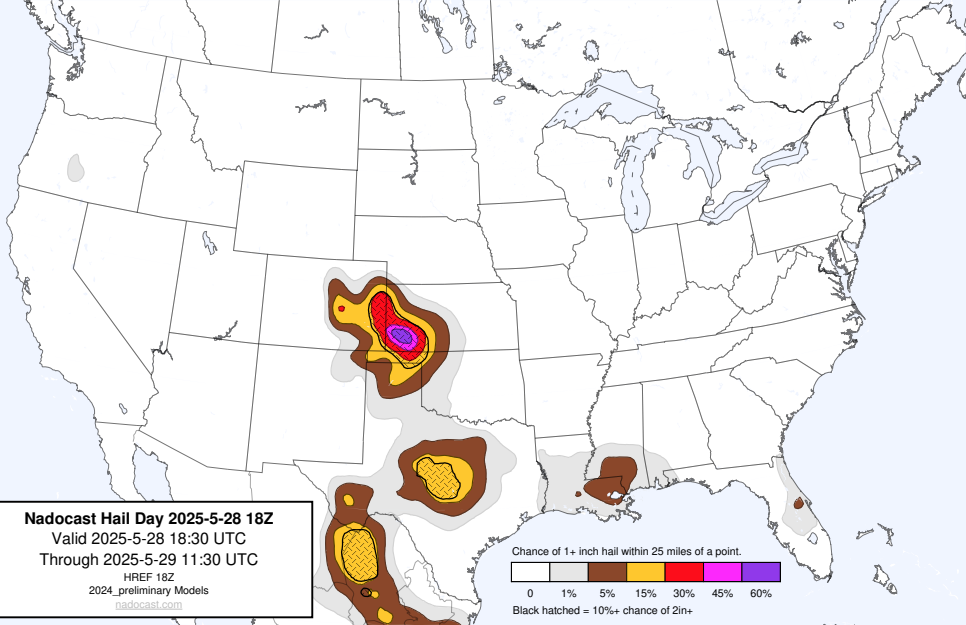 Nadocast Hail Day 2025-5-28 18Z
Valid 2025-5-28 18:30 UTC
Through 2025-5-29 11:30 UTC
HREF 18Z
2024_preliminary Models
nadocast.com
Chance of 1+ inch hail within 25 miles of a point.
0 1% 5% 15% 30% 45% 60%
Black hatched = 10%+ chance of 2in+